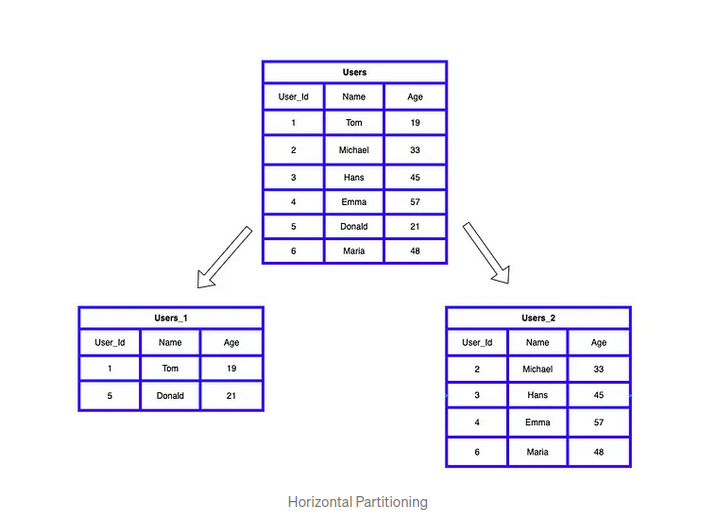 Users
User_Id Name Age
1 Tom 19
2 Michael 33
3 Hans 45
4 Emma 57
5 Donald 21
6 Maria 48
Users_1
User_Id Name Age
1 Tom 19
5 Donald 21
Users_2
User_Id Name Age
2 Michael 33
3 Hans 45
4 Emma 57
6 Maria 48
Horizontal Partitioning